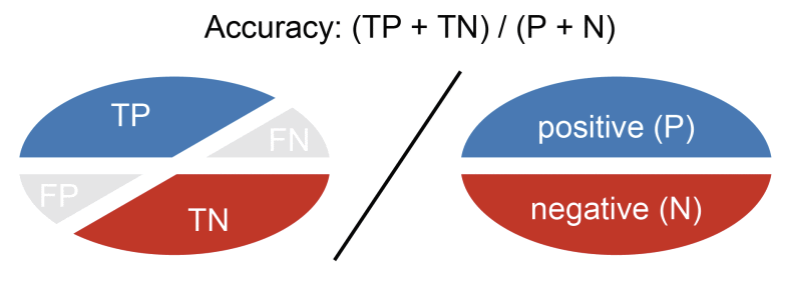 Accuracy: (TP + TN) / (P + N)
TP
FN
FP
TN
positive (P)
negative (N)